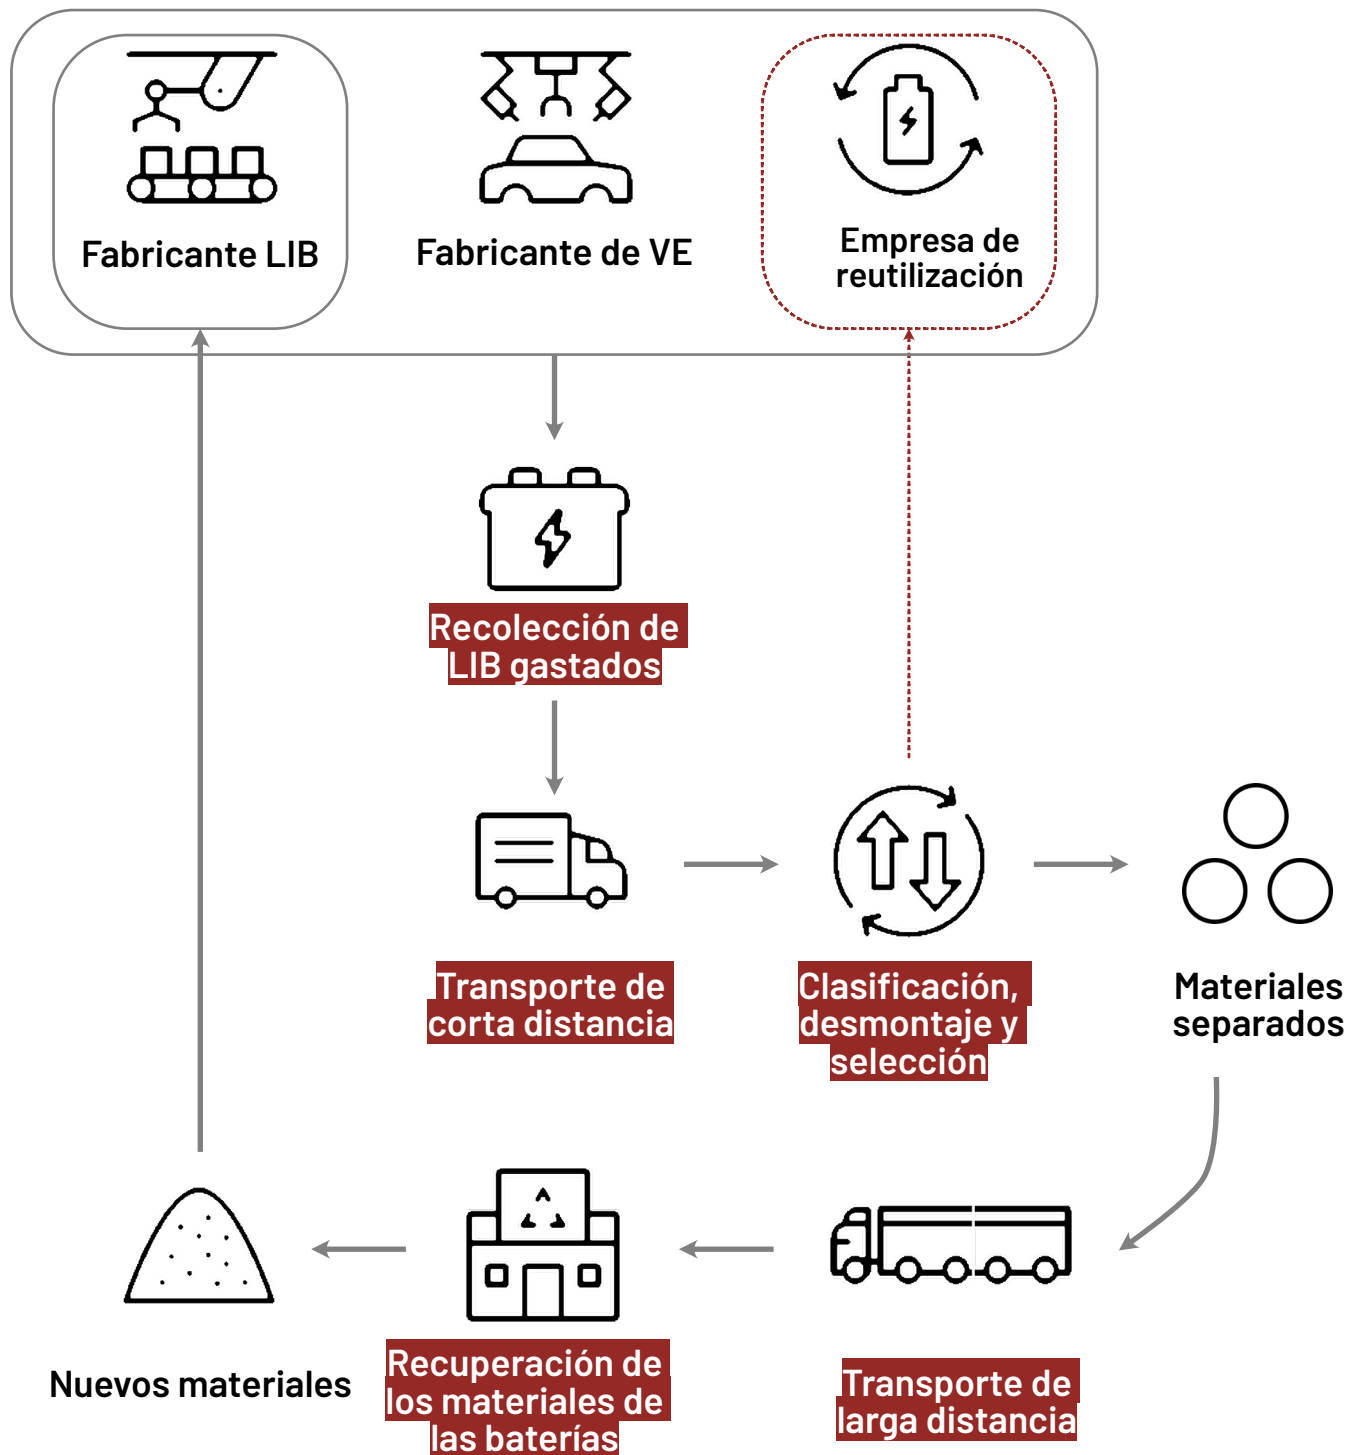 Fabricante LIB
Fabricante de VE
Empresa de
reutilización
Recolección de
LIB gastados
Transporte de
corta distancia
Clasificación,
desmontaje y
selección
Materiales
separados
Nuevos materiales
Recuperación de
los materiales de
las baterías
Transporte de
larga distancia